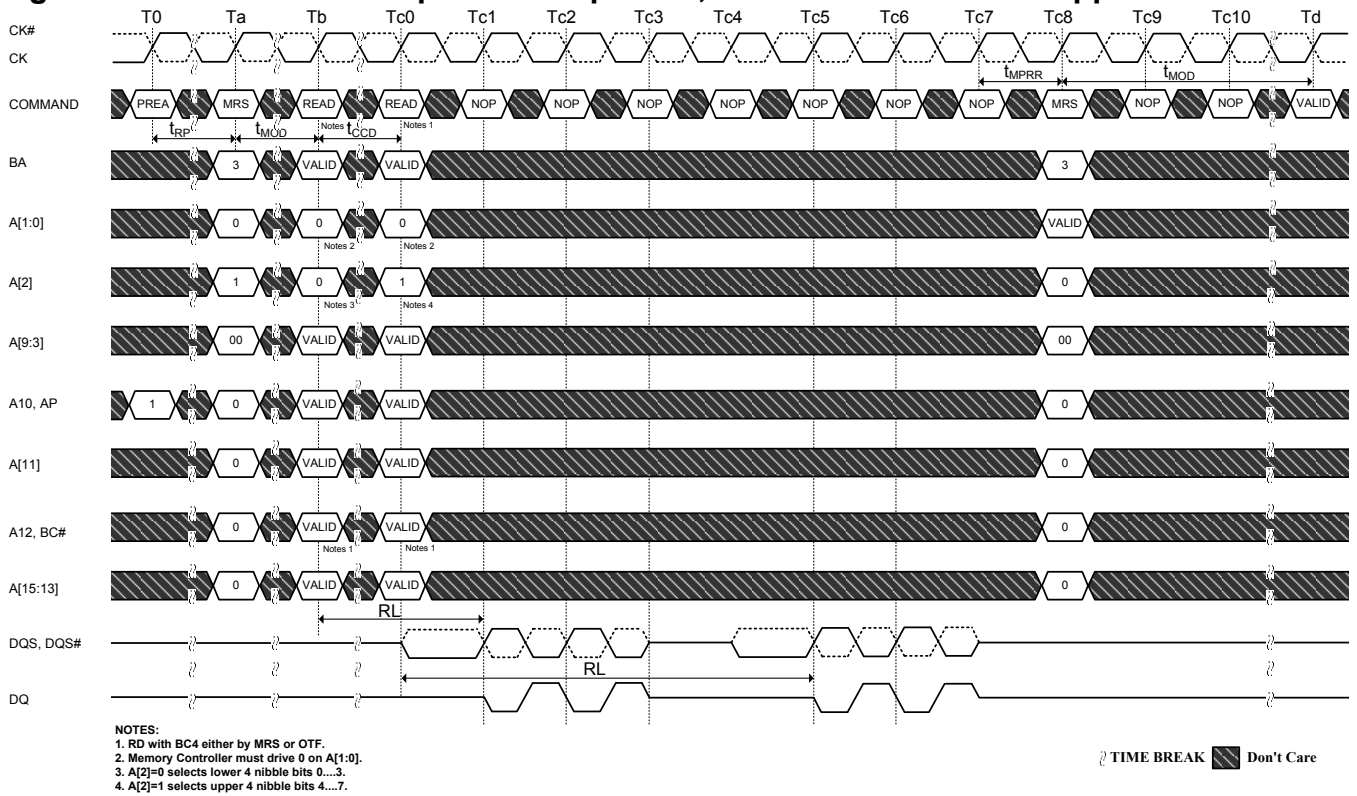 T0 Ta Tb Tc0 Tc1 Tc2 Tc3 Tc4 Tc5 Tc6 Tc7 Tc8 Tc9 Tc10 Td
CK#
CK
tMPRR tMOD
COMMAND PREA MRS READ READ NOP NOP NOP NOP NOP NOP NOP MRS NOP NOP VALID
Notes 1 Notes 1
tRP tMOD tCCD
BA 3 VALID VALID 3
A[1:0] 0 0 0 VALID
Notes 2 Notes 2
A[2] 1 0 1 0
Notes 3 Notes 4
A[9:3] 00 VALID VALID 00
A10, AP 1 0 VALID VALID 0
A[11] 0 VALID VALID 0
A12, BC# 0 VALID VALID 0
Notes 1 Notes 1
A[15:13] 0 VALID VALID 0
RL
DQS, DQS#
RL
DQ
NOTES:
1. RD with BC4 either by MRS or OTF.
2. Memory Controller must drive 0 on A[1:0].
3. A[2]=0 selects lower 4 nibble bits 0....3.
4. A[2]=1 selects upper 4 nibble bits 4....7.
TIME BREAK Don't Care